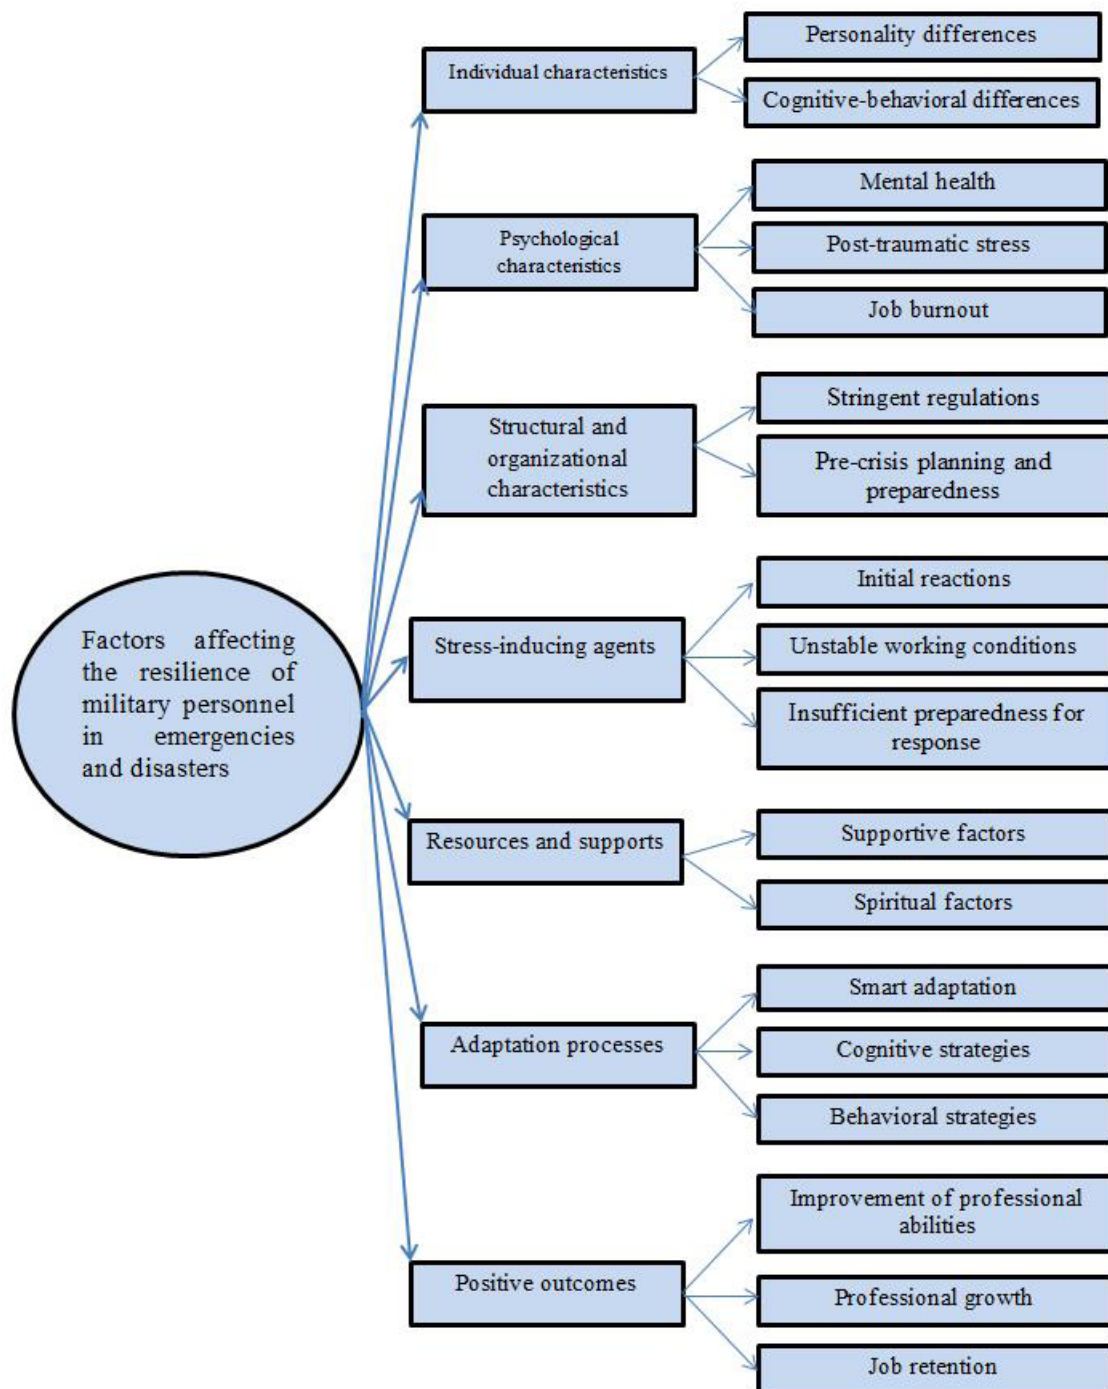 Factors affecting
the resilience of
military personnel
in emergencies
and disasters
Individual characteristics
Personality differences
Cognitive-behavioral differences
Psychological
characteristics
Mental health
Post-traumatic stress
Job burnout
Structural and
organizational
characteristics
Stringent regulations
Pre-crisis planning and
preparedness
Stress-inducing agents
Initial reactions
Unstable working conditions
Insufficient preparedness for
response
Resources and supports
Supportive factors
Spiritual factors
Adaptation processes
Smart adaptation
Cognitive strategies
Behavioral strategies
Positive outcomes
Improvement of professional
abilities
Professional growth
Job retention